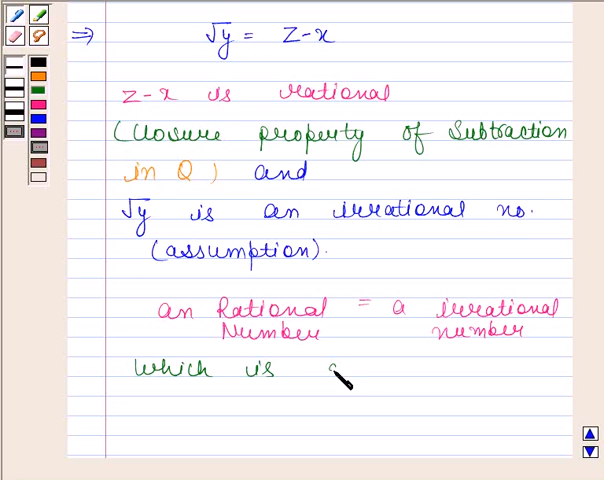 ⇒ √y = z-x
z-x is rational
(Closure property of Subtraction
in Q) and
√y is an irrational no.
(assumption).
an Rational = a irrational
Number number
Which is